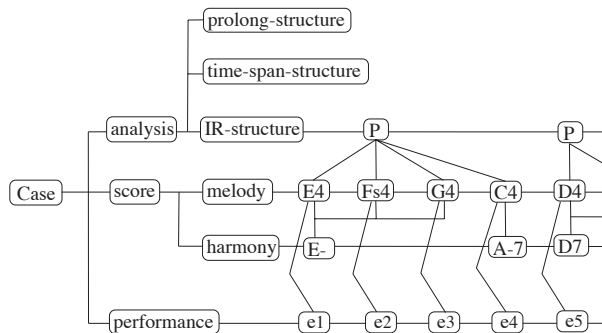 prolong-structure
time-span-structure
analysis IR-structure P P
Case score melody E4 Fs4 G4 C4 D4
harmony E- A-7 D7
performance e1 e2 e3 e4 e5